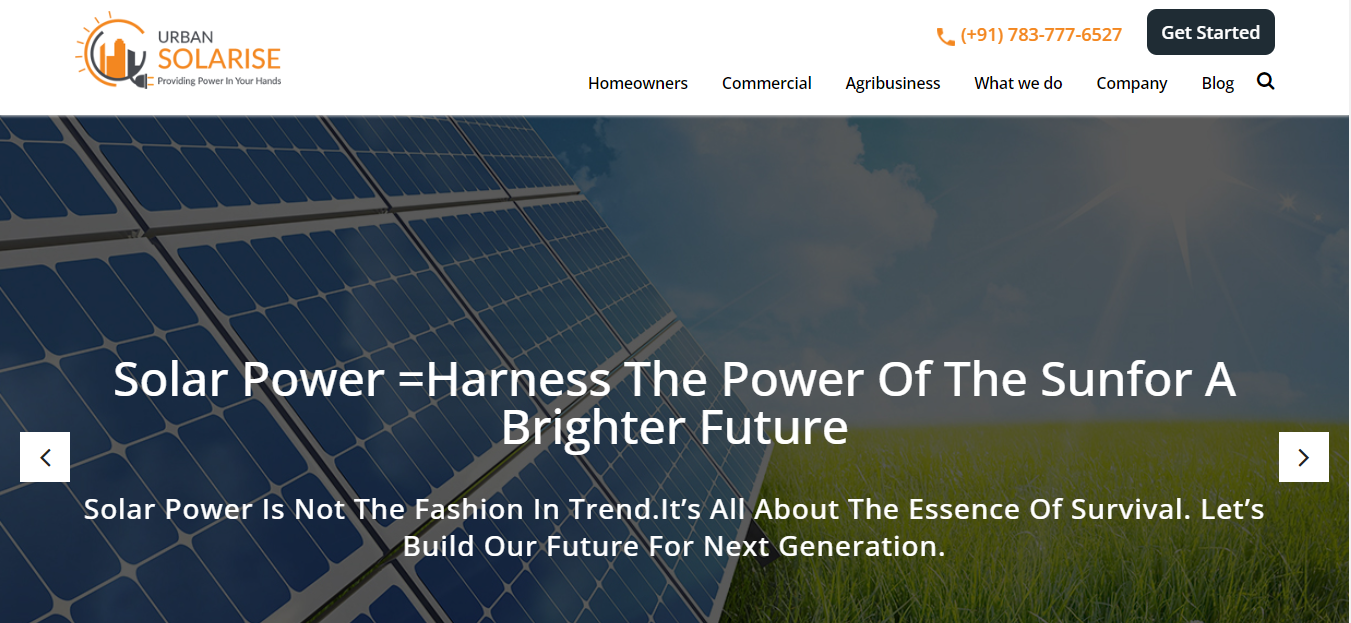 URBAN
SOLARISE
Providing Power In Your Hands
(+91) 783-777-6527
Get Started
Homeowners
Commercial
Agribusiness
What we do
Company
Blog
Solar Power =Harness The Power Of The Sunfor A
Brighter Future
Solar Power Is Not The Fashion In Trend.It’s All About The Essence Of Survival. Let’s
Build Our Future For Next Generation.